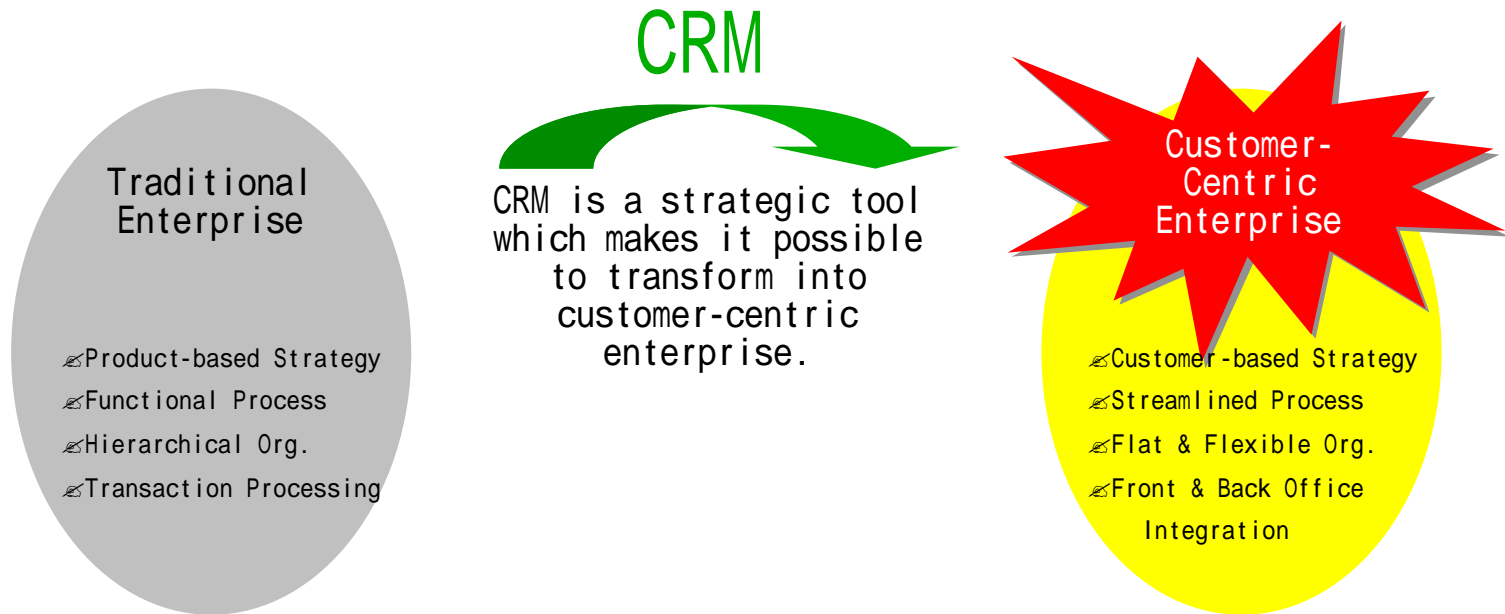 CRM
Traditional
Enterprise
Product-based Strategy
Functional Process
Hierarchical Org.
Transaction Processing
CRM is a strategic tool
which makes it possible
to transform into
customer-centric
enterprise.
Customer-
Centric
Enterprise
Customer-based Strategy
Streamlined Process
Flat & Flexible Org.
Front & Back Office
Integration